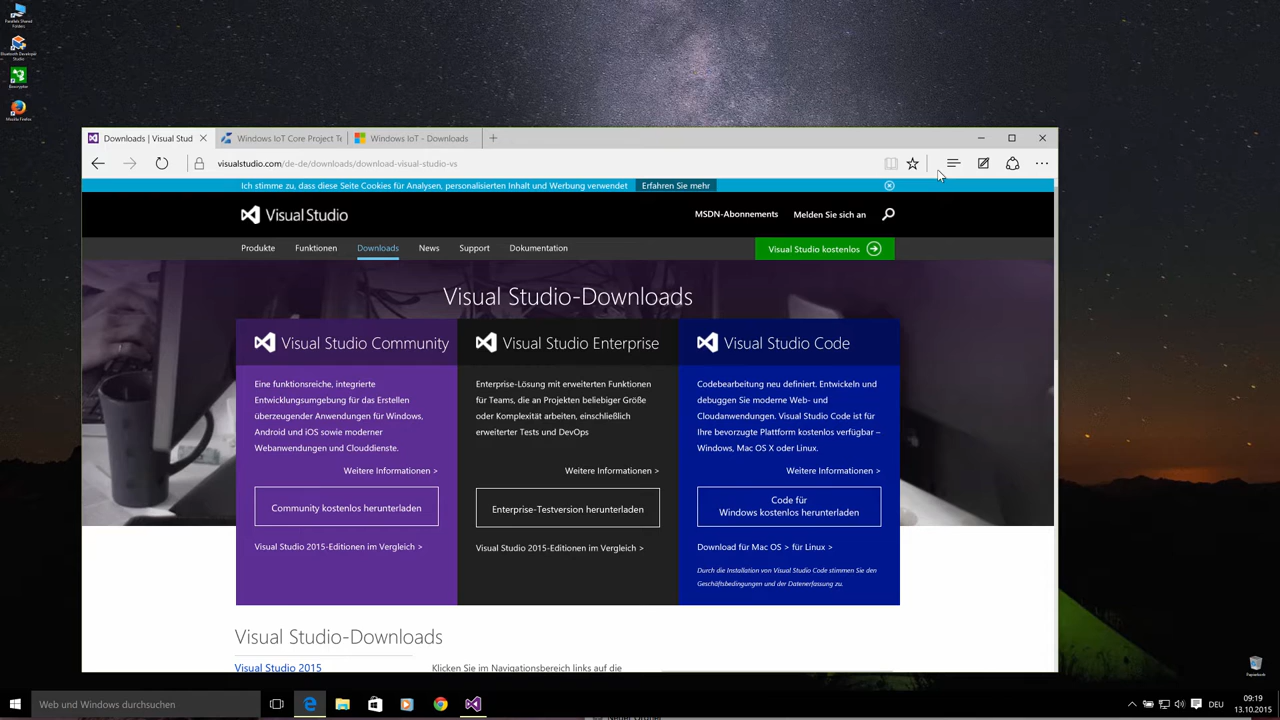 Parallels Shared
Folders
Bluetooth Developer
Studio
Mozilla Firefox
Downloads | Visual Stud
Windows IoT Core Project Te
Windows IoT - Downloads
visualstudio.com/de-de/downloads/download-visual-studio-vs
Ich stimme zu, dass diese Seite Cookies für Analysen, personalisierten Inhalt und Werbung verwendet
Erfahren Sie mehr
Visual Studio
MSDN-Abonnements
Melden Sie sich an
Produkte
Funktionen
Downloads
News
Support
Dokumentation
Visual Studio kostenlos
Visual Studio-Downloads
Visual Studio Community
Eine funktionsreiche, integrierte
Entwicklungsumgebung für das Erstellen
überzeugender Anwendungen für Windows,
Android und iOS sowie moderner
Webanwendungen und Clouddienste.
Weitere Informationen >
Community kostenlos herunterladen
Visual Studio 2015-Editionen im Vergleich >
Visual Studio Enterprise
Enterprise-Lösung mit erweiterten Funktionen
für Teams, die an Projekten beliebiger Größe
oder Komplexität arbeiten, einschließlich
erweiterter Tests und DevOps
Weitere Informationen >
Enterprise-Testversion herunterladen
Visual Studio 2015-Editionen im Vergleich >
Visual Studio Code
Codebearbeitung neu definiert. Entwickeln und
debuggen Sie moderne Web- und
Cloudanwendungen. Visual Studio Code ist für
Ihre bevorzugte Plattform kostenlos verfügbar –
Windows, Mac OS X oder Linux.
Weitere Informationen >
Code für
Windows kostenlos herunterladen
Download für Mac OS > für Linux >
Durch die Installation von Visual Studio Code stimmen Sie den
Geschäftsbedingungen und der Datenerfassung zu.
Visual Studio-Downloads
Visual Studio 2015
Klicken Sie im Navigationsbereich links auf die
Papierkorb
Web und Windows durchsuchen
DEU
09:19
13.10.2015